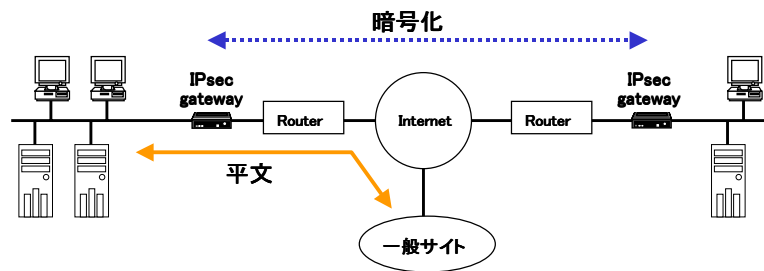 暗号化
IPsec
gateway
IPsec
gateway
Router
Internet
Router
平文
一般サイト